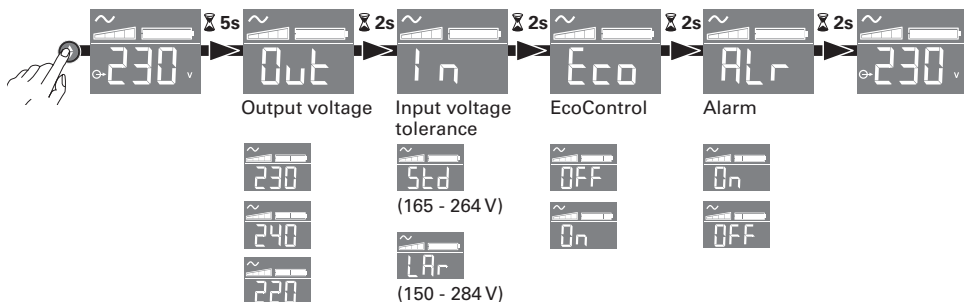 5s 2s 2s 2s 2s
230 v Out In Eco ALr 230 v
Output voltage Input voltage tolerance EcoControl Alarm
230 Std OFF On
(165 - 264 V)
240 On OFF
LAr
220 (150 - 284 V)